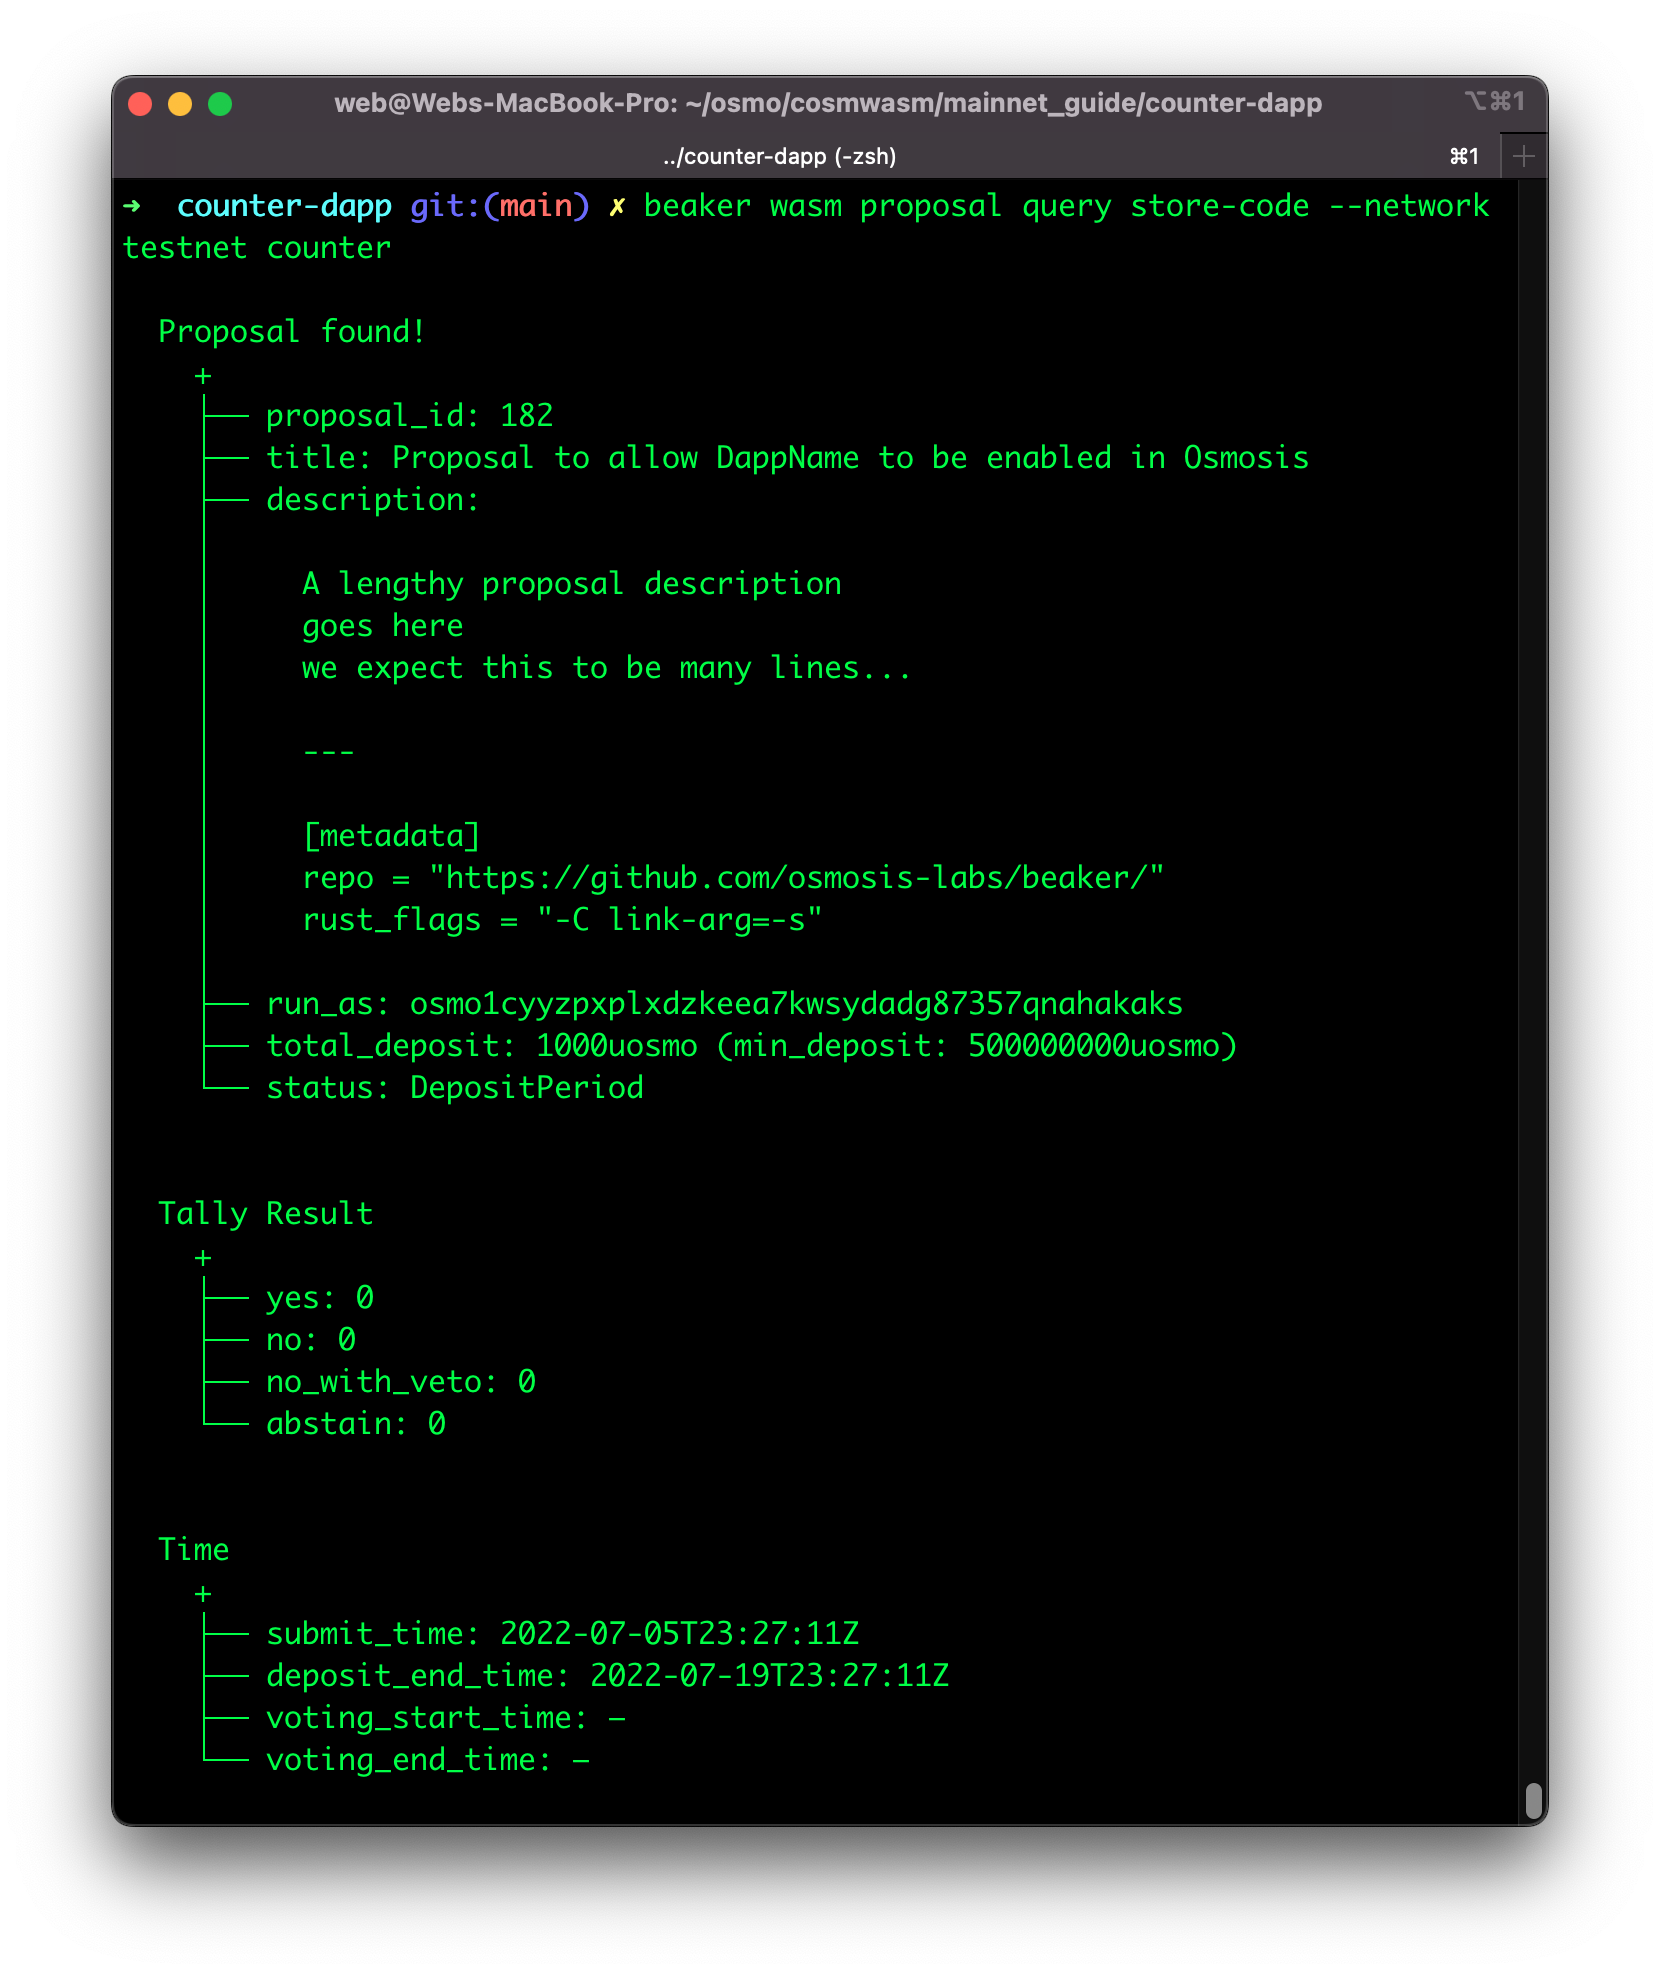 web@Webs-MacBook-Pro: ~/osmo/cosmwasm/mainnet_guide/counter-dapp ⌥⌘1
../counter-dapp (-zsh) ⌘1 +
➜  counter-dapp git:(main) ✗ beaker wasm proposal query store-code --network
testnet counter
Proposal found!
+
├── proposal_id: 182
├── title: Proposal to allow DappName to be enabled in Osmosis
├── description:
A lengthy proposal description
goes here
we expect this to be many lines...
---
[metadata]
repo = "https://github.com/osmosis-labs/beaker/"
rust_flags = "-C link-arg=-s"
├── run_as: osmo1cyyzpxplxdzkeea7kwsydadg87357qnahakaks
├── total_deposit: 1000uosmo (min_deposit: 500000000uosmo)
└── status: DepositPeriod
Tally Result
+
├── yes: 0
├── no: 0
├── no_with_veto: 0
└── abstain: 0
Time
+
├── submit_time: 2022-07-05T23:27:11Z
├── deposit_end_time: 2022-07-19T23:27:11Z
├── voting_start_time: –
└── voting_end_time: –